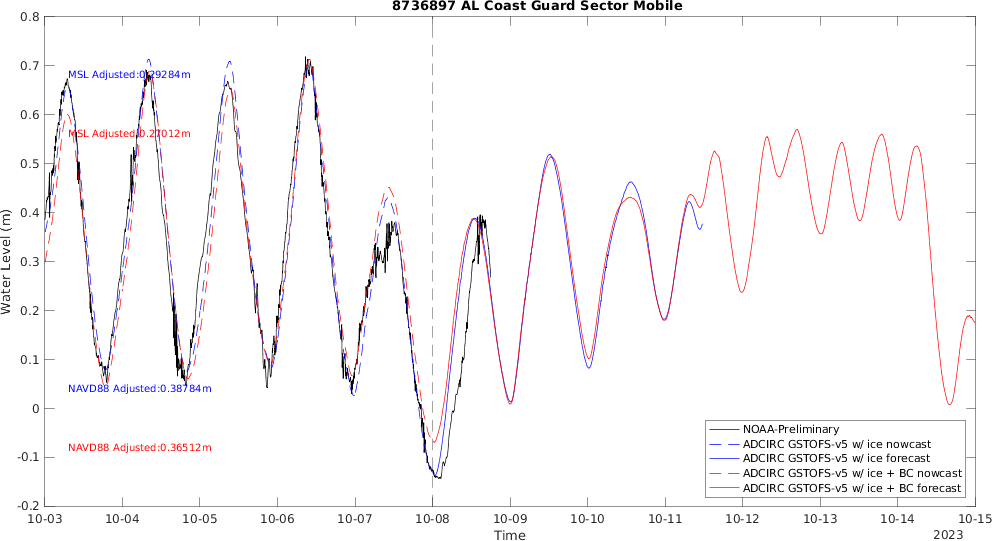 8736897 AL Coast Guard Sector Mobile
0.8
0.7
0.6
0.5
0.4
0.3
0.2
0.1
0
-0.1
-0.2
Water Level (m)
MSL Adjusted:0.29284m
MSL Adjusted:0.27012m
NAVD88 Adjusted:0.38784m
NAVD88 Adjusted:0.36512m
NOAA-Preliminary
ADCIRC GSTOFS-v5 w/ ice nowcast
ADCIRC GSTOFS-v5 w/ ice forecast
ADCIRC GSTOFS-v5 w/ ice + BC nowcast
ADCIRC GSTOFS-v5 w/ ice + BC forecast
10-03 10-04 10-05 10-06 10-07 10-08 10-09 10-10 10-11 10-12 10-13 10-14 10-15
Time
2023